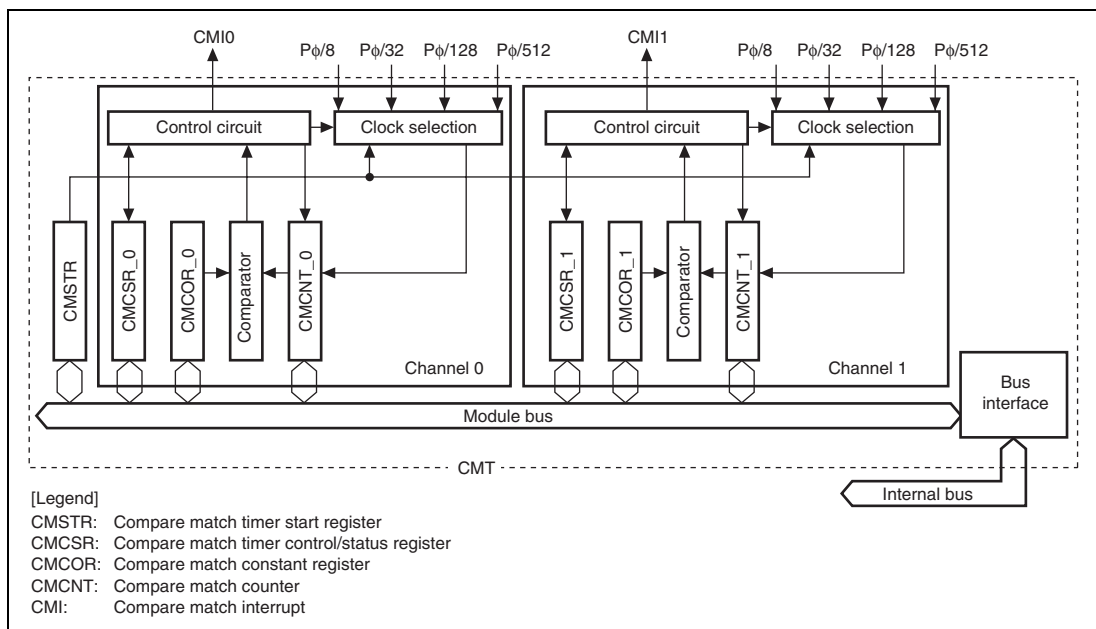 CMI0 Pφ/8 Pφ/32 Pφ/128 Pφ/512 CMI1 Pφ/8 Pφ/32 Pφ/128 Pφ/512
Control circuit Clock selection Control circuit Clock selection
CMSTR
CMCSR_0
CMCOR_0
Comparator
CMCNT_0
CMCSR_1
CMCOR_1
Comparator
CMCNT_1
Channel 0 Channel 1
Bus
interface
Module bus
CMT
Internal bus
[Legend]
CMSTR: Compare match timer start register
CMCSR: Compare match timer control/status register
CMCOR: Compare match constant register
CMCNT: Compare match counter
CMI: Compare match interrupt